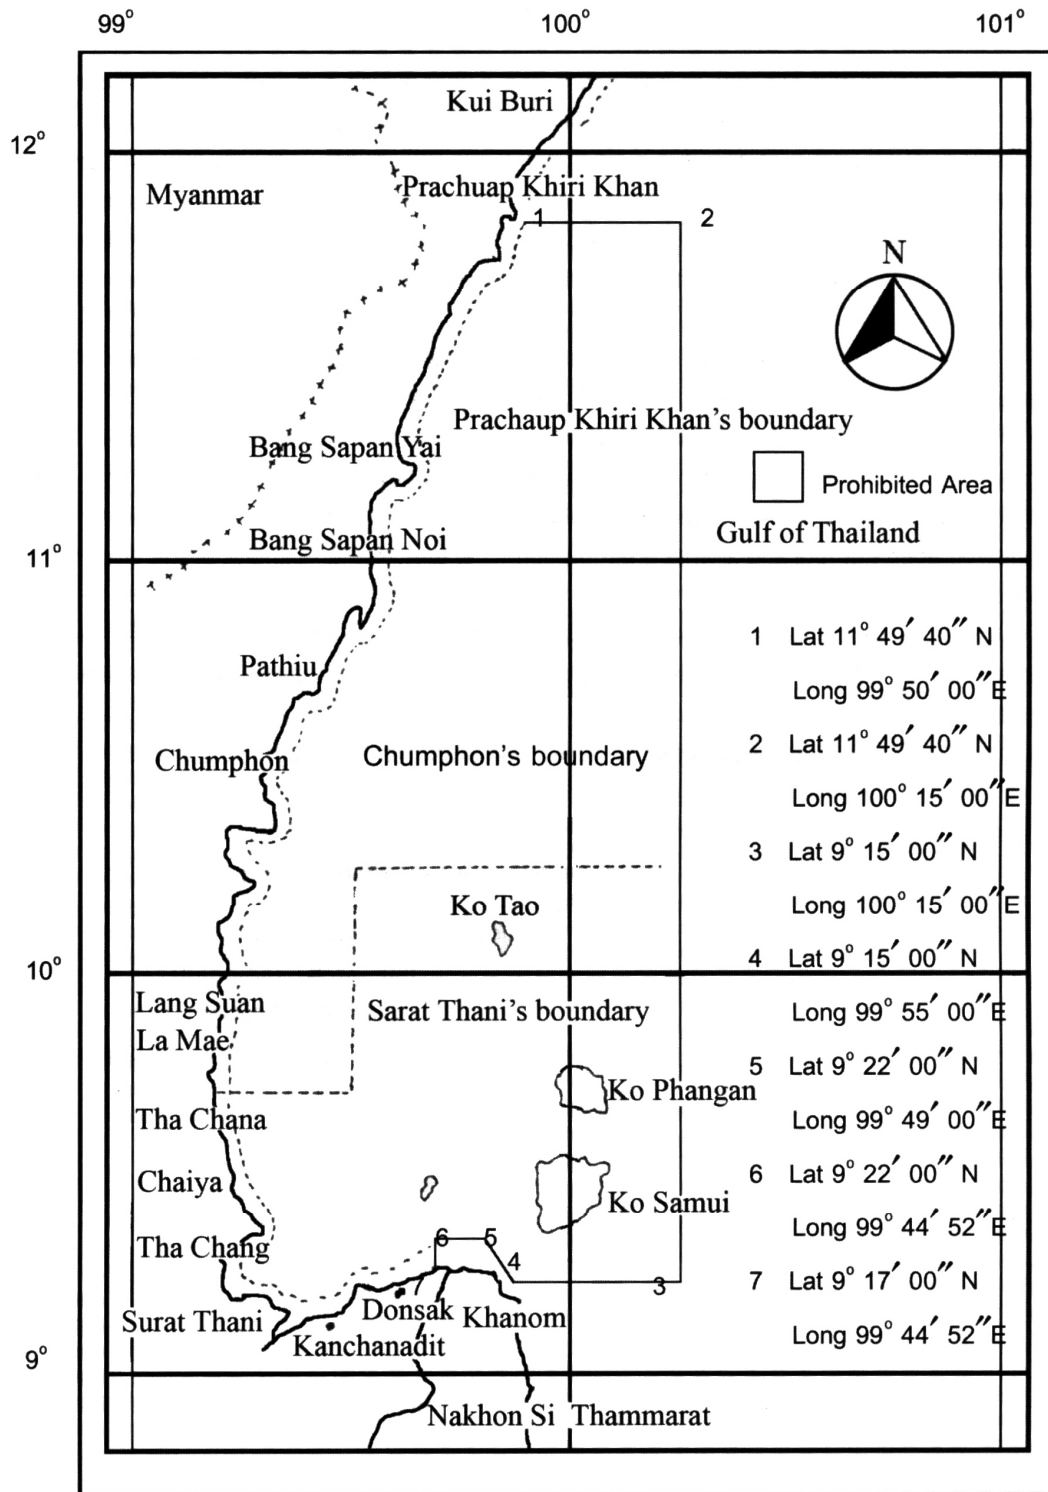 99° 100° 101°
Kui Buri
12°
Myanmar
Prachuap Khiri Khan
1 2
N
Prachaup Khiri Khan's boundary
Bang Sapan Yai
Prohibited Area
Gulf of Thailand
Bang Sapan Noi
11°
1 Lat 11° 49′ 40″ N
Long 99° 50′ 00″E
2 Lat 11° 49′ 40″ N
Long 100° 15′ 00″E
3 Lat 9° 15′ 00″ N
Long 100° 15′ 00″E
4 Lat 9° 15′ 00″ N
Long 99° 55′ 00″E
5 Lat 9° 22′ 00″ N
Long 99° 49′ 00″E
6 Lat 9° 22′ 00″ N
Long 99° 44′ 52″E
7 Lat 9° 17′ 00″ N
Long 99° 44′ 52″E
Pathiu
Chumphon
Chumphon's boundary
Ko Tao
10°
Lang Suan
Sarat Thani's boundary
La Mae
Ko Phangan
Tha Chana
Chaiya
Ko Samui
Tha Chang
6 5
4
3
7
Donsak
Khanom
Surat Thani
Kanchanadit
9°
Nakhon Si Thammarat